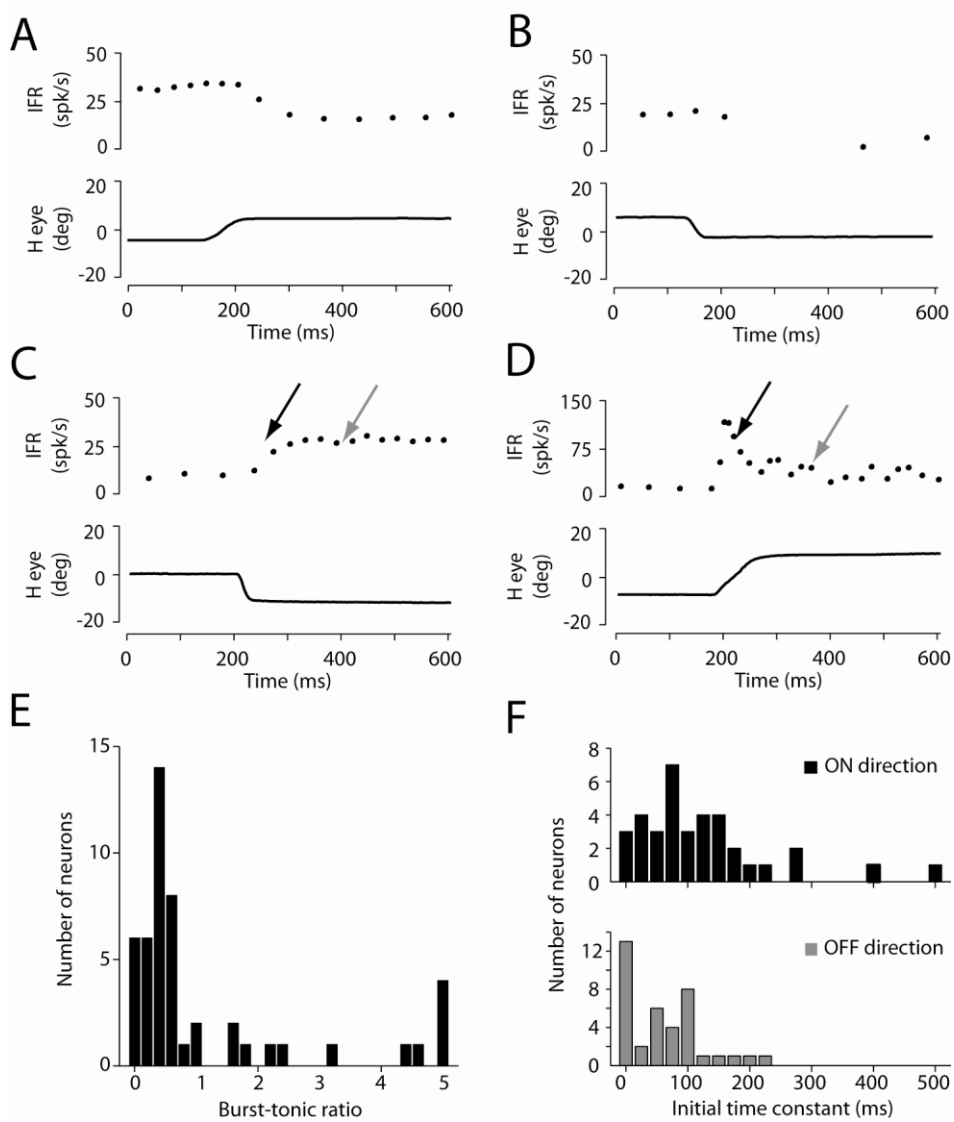 A
50
25
0
IFR
(spk/s)
20
0
-20
H eye
(deg)
0
200
400
600
Time (ms)
B
50
25
0
IFR
(spk/s)
20
0
-20
H eye
(deg)
0
200
400
600
Time (ms)
C
50
25
0
IFR
(spk/s)
20
0
-20
H eye
(deg)
0
200
400
600
Time (ms)
D
150
75
0
IFR
(spk/s)
20
0
-20
H eye
(deg)
0
200
400
600
Time (ms)
E
15
10
5
0
Number of neurons
0
1
2
3
4
5
Burst-tonic ratio
F
8
6
4
2
0
ON direction
Number of neurons
12
8
4
0
OFF direction
0
100
200
300
400
500
Initial time constant (ms)